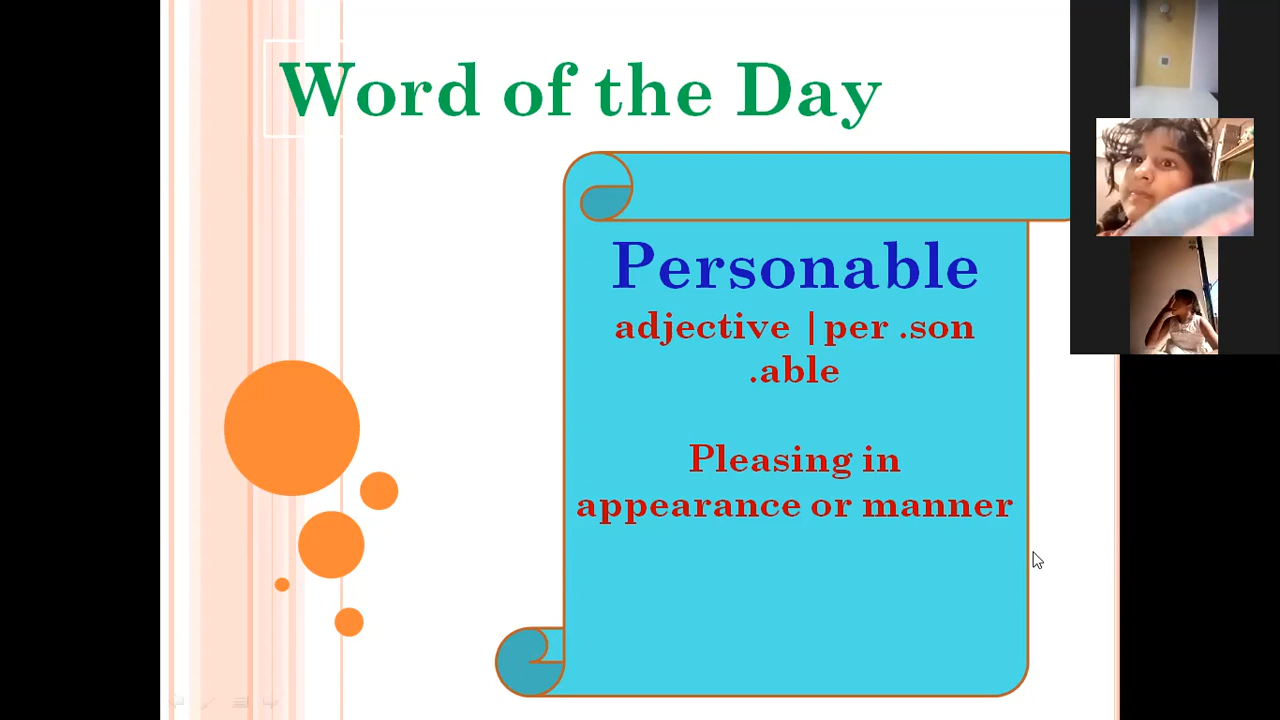 Word of the Day
Personable
adjective |per .son
.able
Pleasing in
appearance or manner